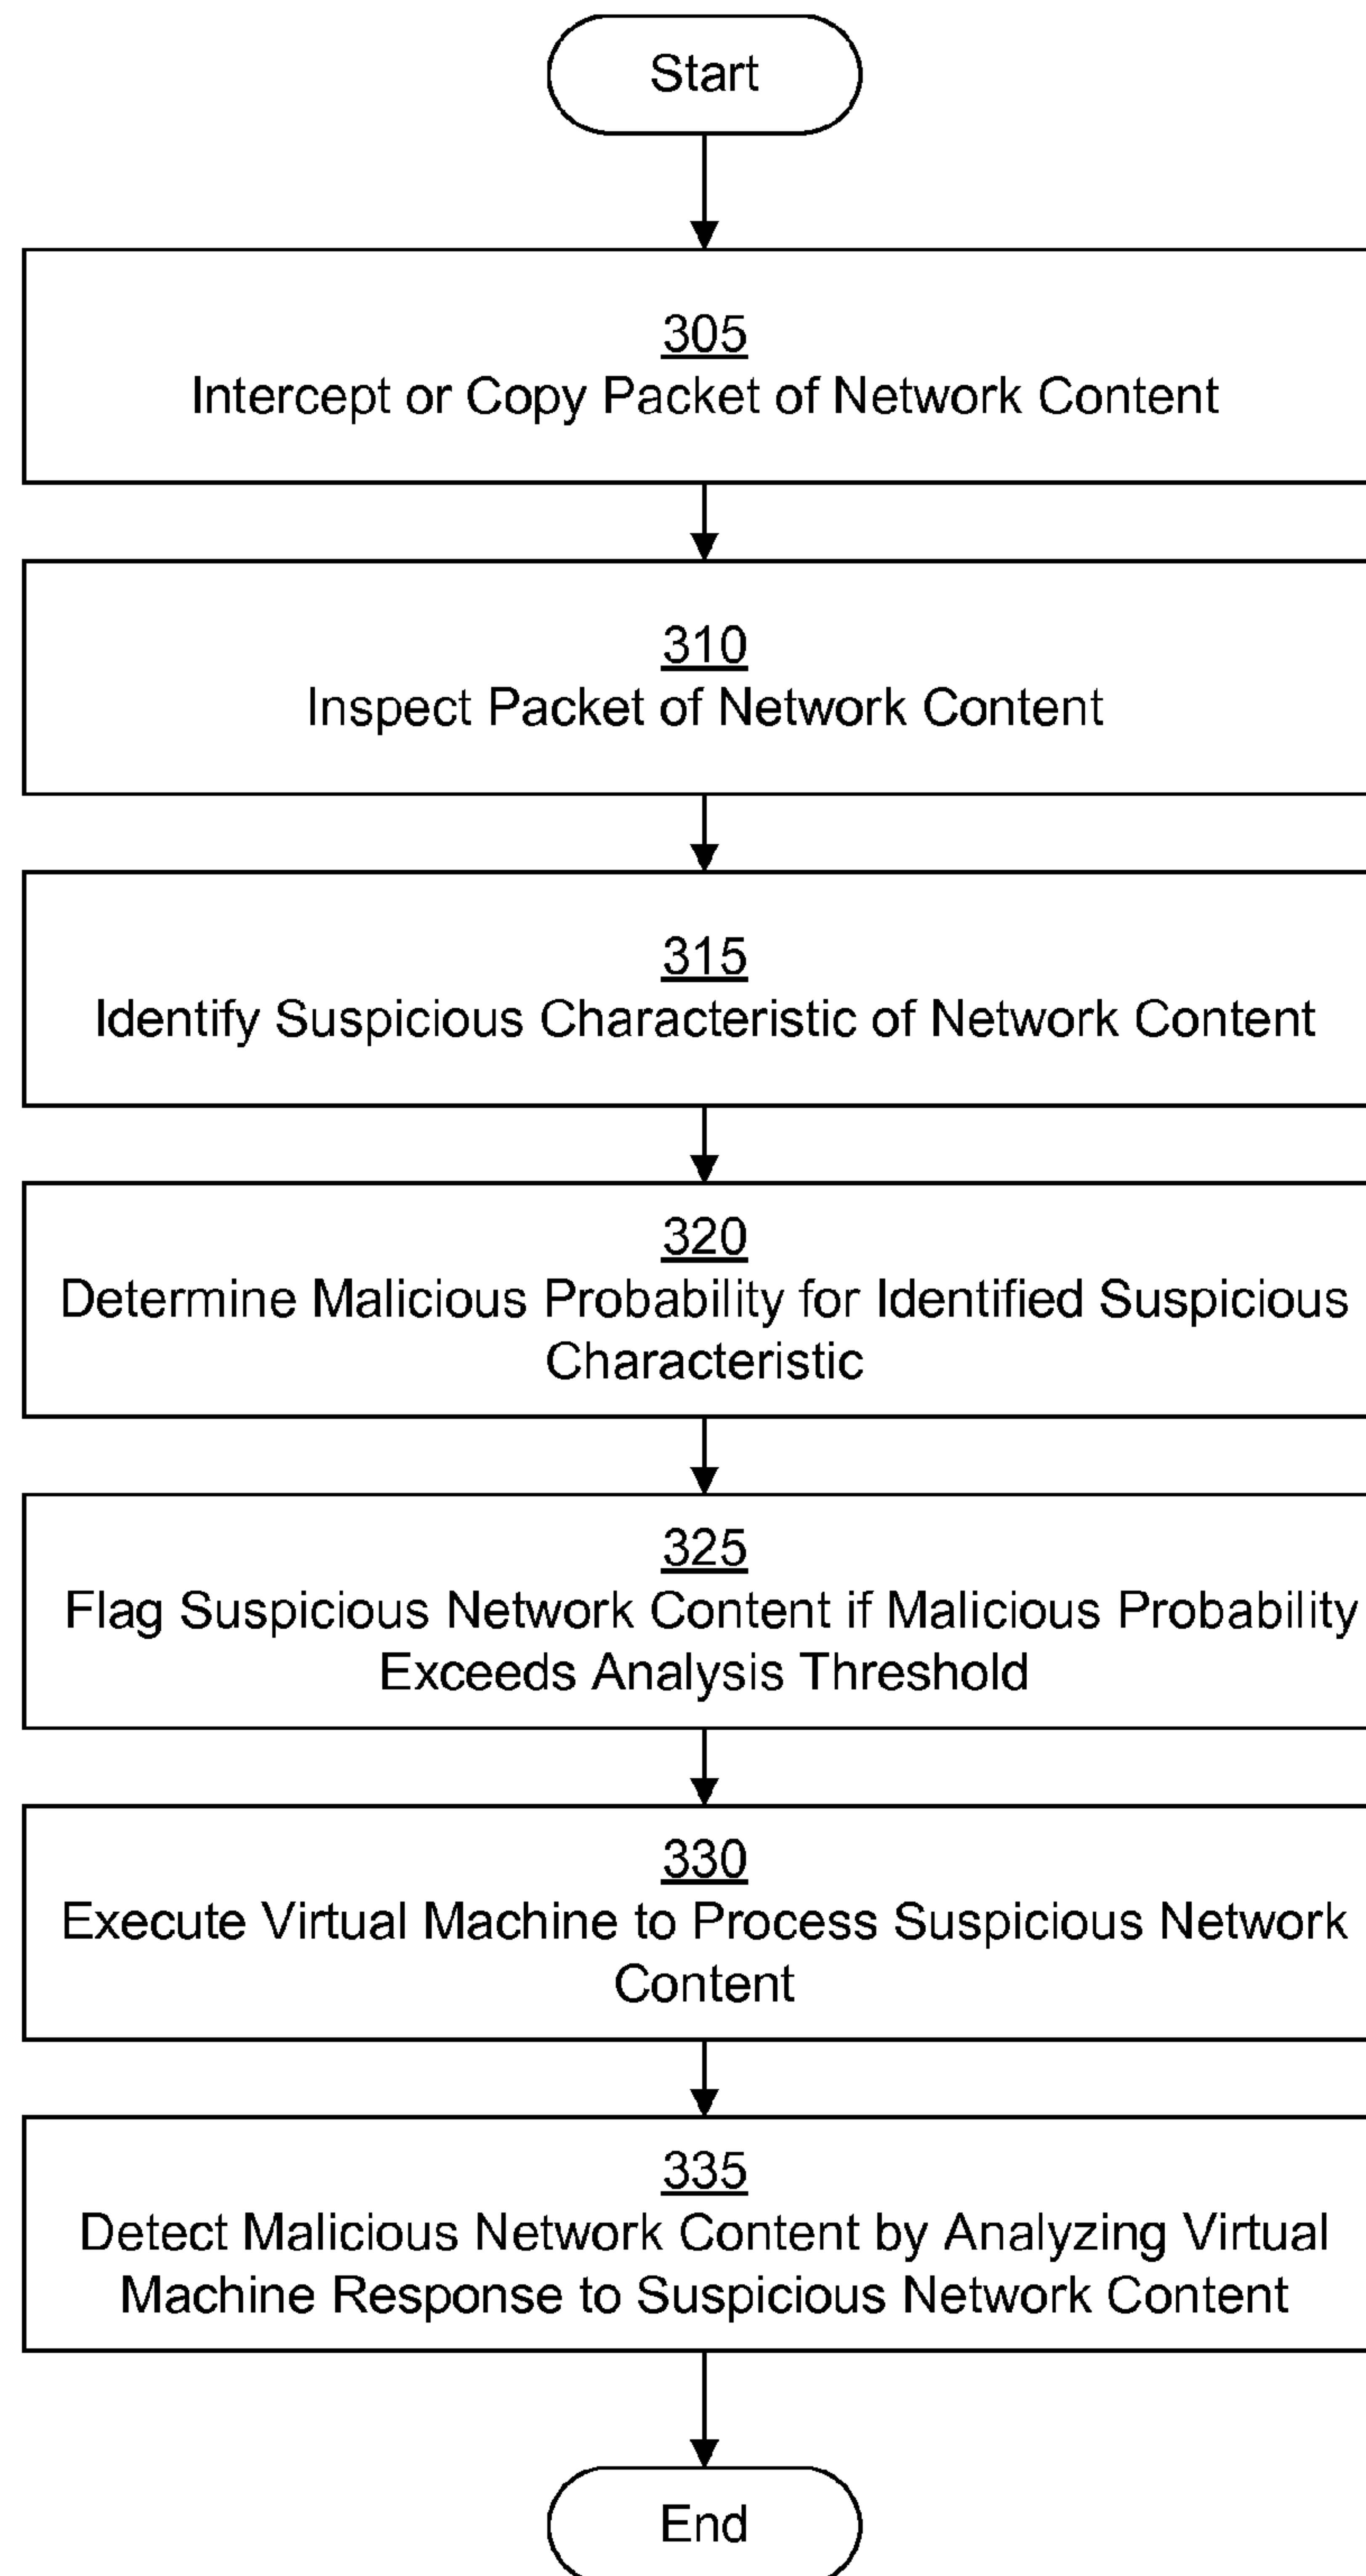 Start
305
Intercept or Copy Packet of Network Content
310
Inspect Packet of Network Content
315
Identify Suspicious Characteristic of Network Content
320
Determine Malicious Probability for Identified Suspicious
Characteristic
325
Flag Suspicious Network Content if Malicious Probability
Exceeds Analysis Threshold
330
Execute Virtual Machine to Process Suspicious Network
Content
335
Detect Malicious Network Content by Analyzing Virtual
Machine Response to Suspicious Network Content
End